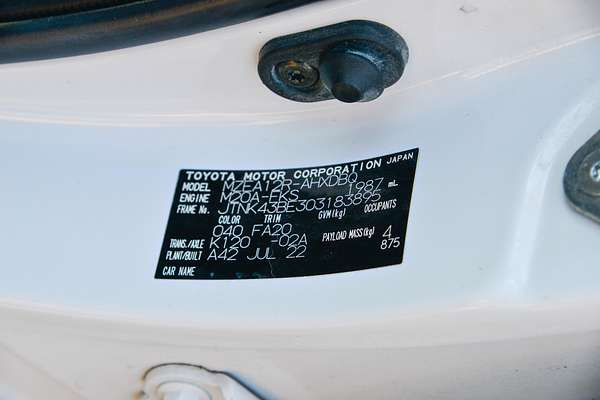 TOYOTA MOTOR CORPORATION JAPAN
MODEL MZEA12R-AHXDBQ
ENGINE M20A-FKS 1987 mL
FRAME No. JTNK43BE303183895
COLOR TRIM GVM(kg) OCCUPANTS
040 FA20 4
TRANS./AXLE K120 -02A PAYLOAD MASS(kg) 875
PLANT/BUILT A42 JUL 22
CAR NAME